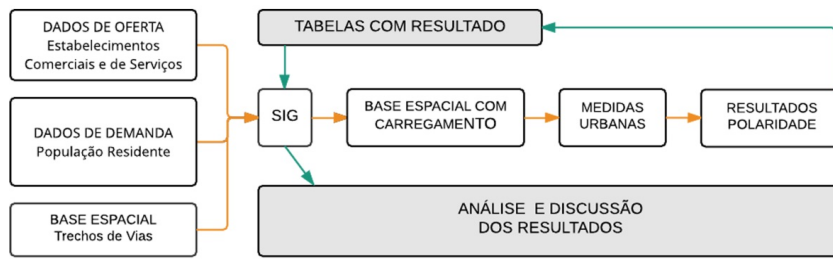 DADOS DE OFERTA
Estabelecimentos
Comerciais e de Serviços
DADOS DE DEMANDA
População Residente
BASE ESPACIAL
Trechos de Vias
TABELAS COM RESULTADO
SIG
BASE ESPACIAL COM
CARREGAMENTO
MEDIDAS
URBANAS
RESULTADOS
POLARIDADE
ANÁLISE E DISCUSSÃO
DOS RESULTADOS